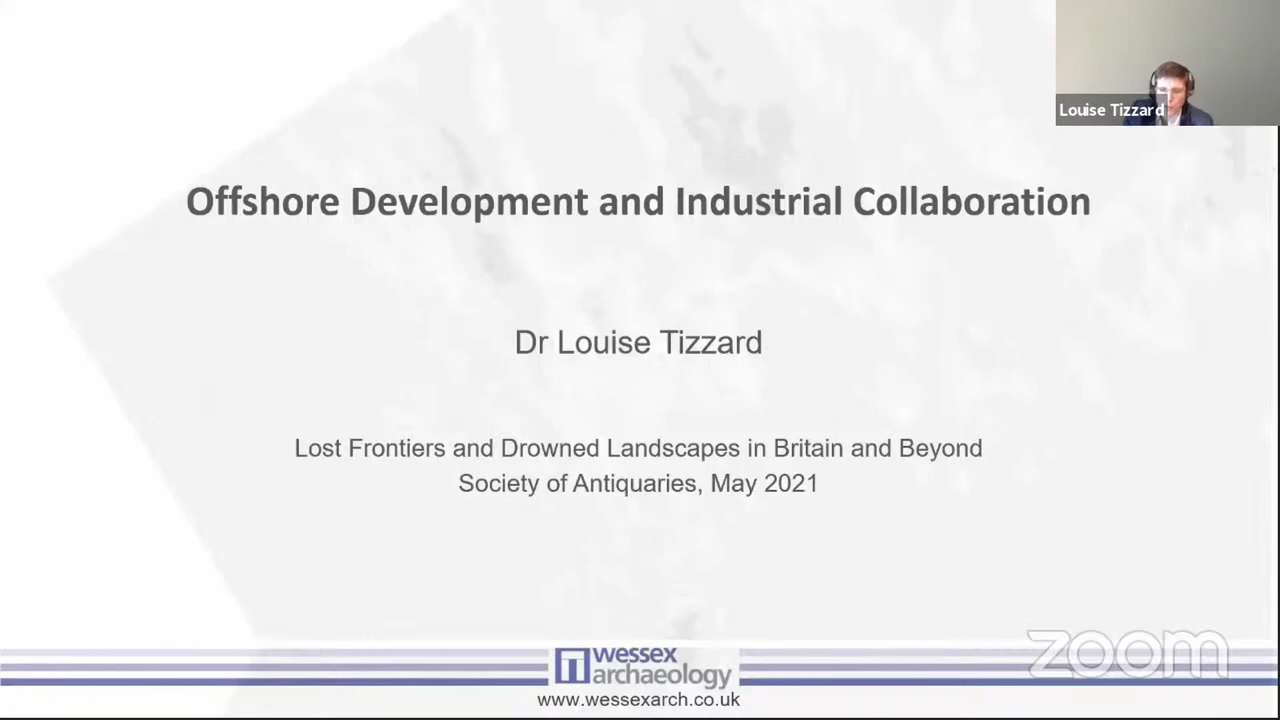 Louise Tizzard
Offshore Development and Industrial Collaboration
Dr Louise Tizzard
Lost Frontiers and Drowned Landscapes in Britain and Beyond
Society of Antiquaries, May 2021
zoom
wessex
archaeology
www.wessexarch.co.uk